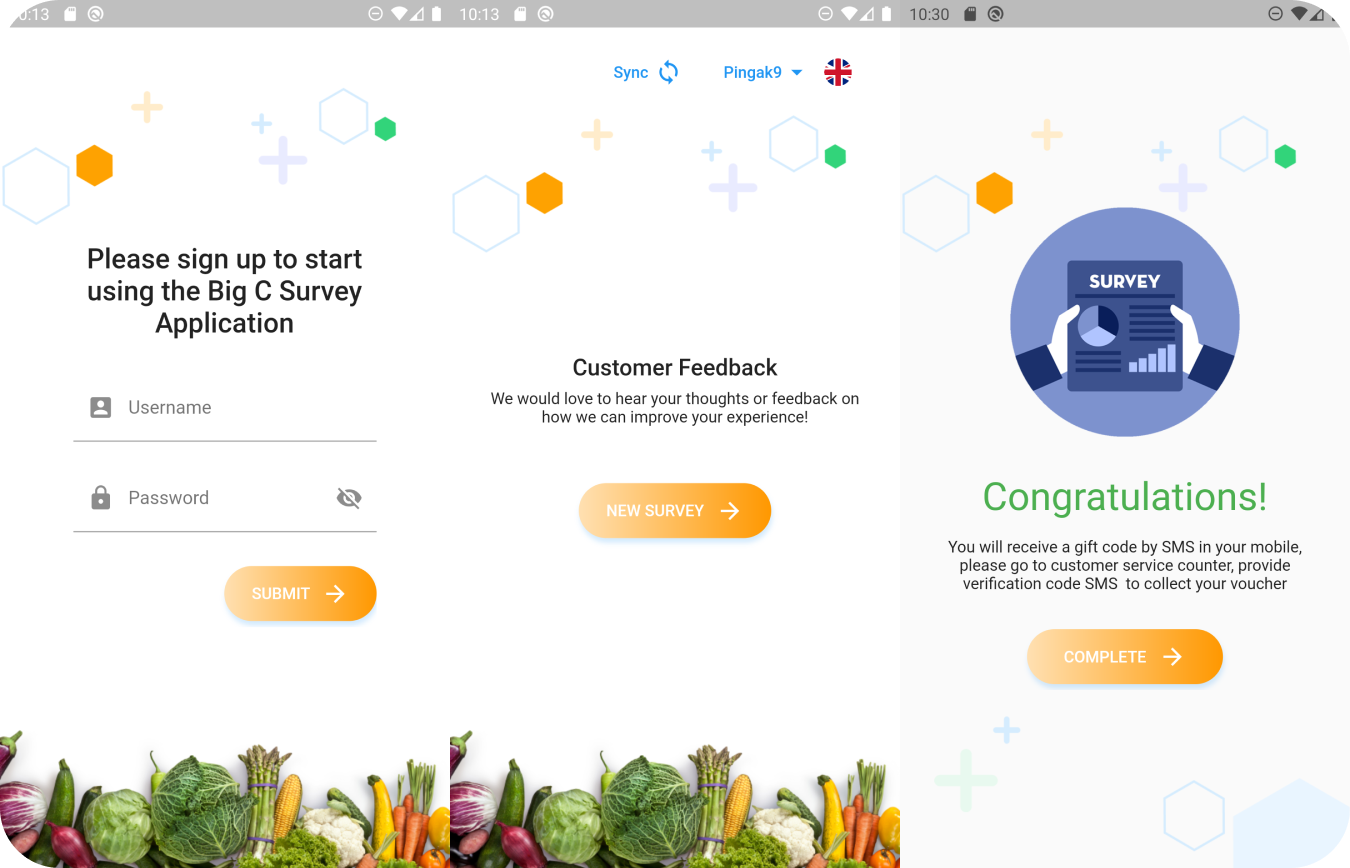 0:13
Please sign up to start
using the Big C Survey
Application
Username
Password
SUBMIT
10:13
Sync
Pingak9
Customer Feedback
We would love to hear your thoughts or feedback on
how we can improve your experience!
NEW SURVEY
10:30
SURVEY
Congratulations!
You will receive a gift code by SMS in your mobile,
please go to customer service counter, provide
verification code SMS  to collect your voucher
COMPLETE